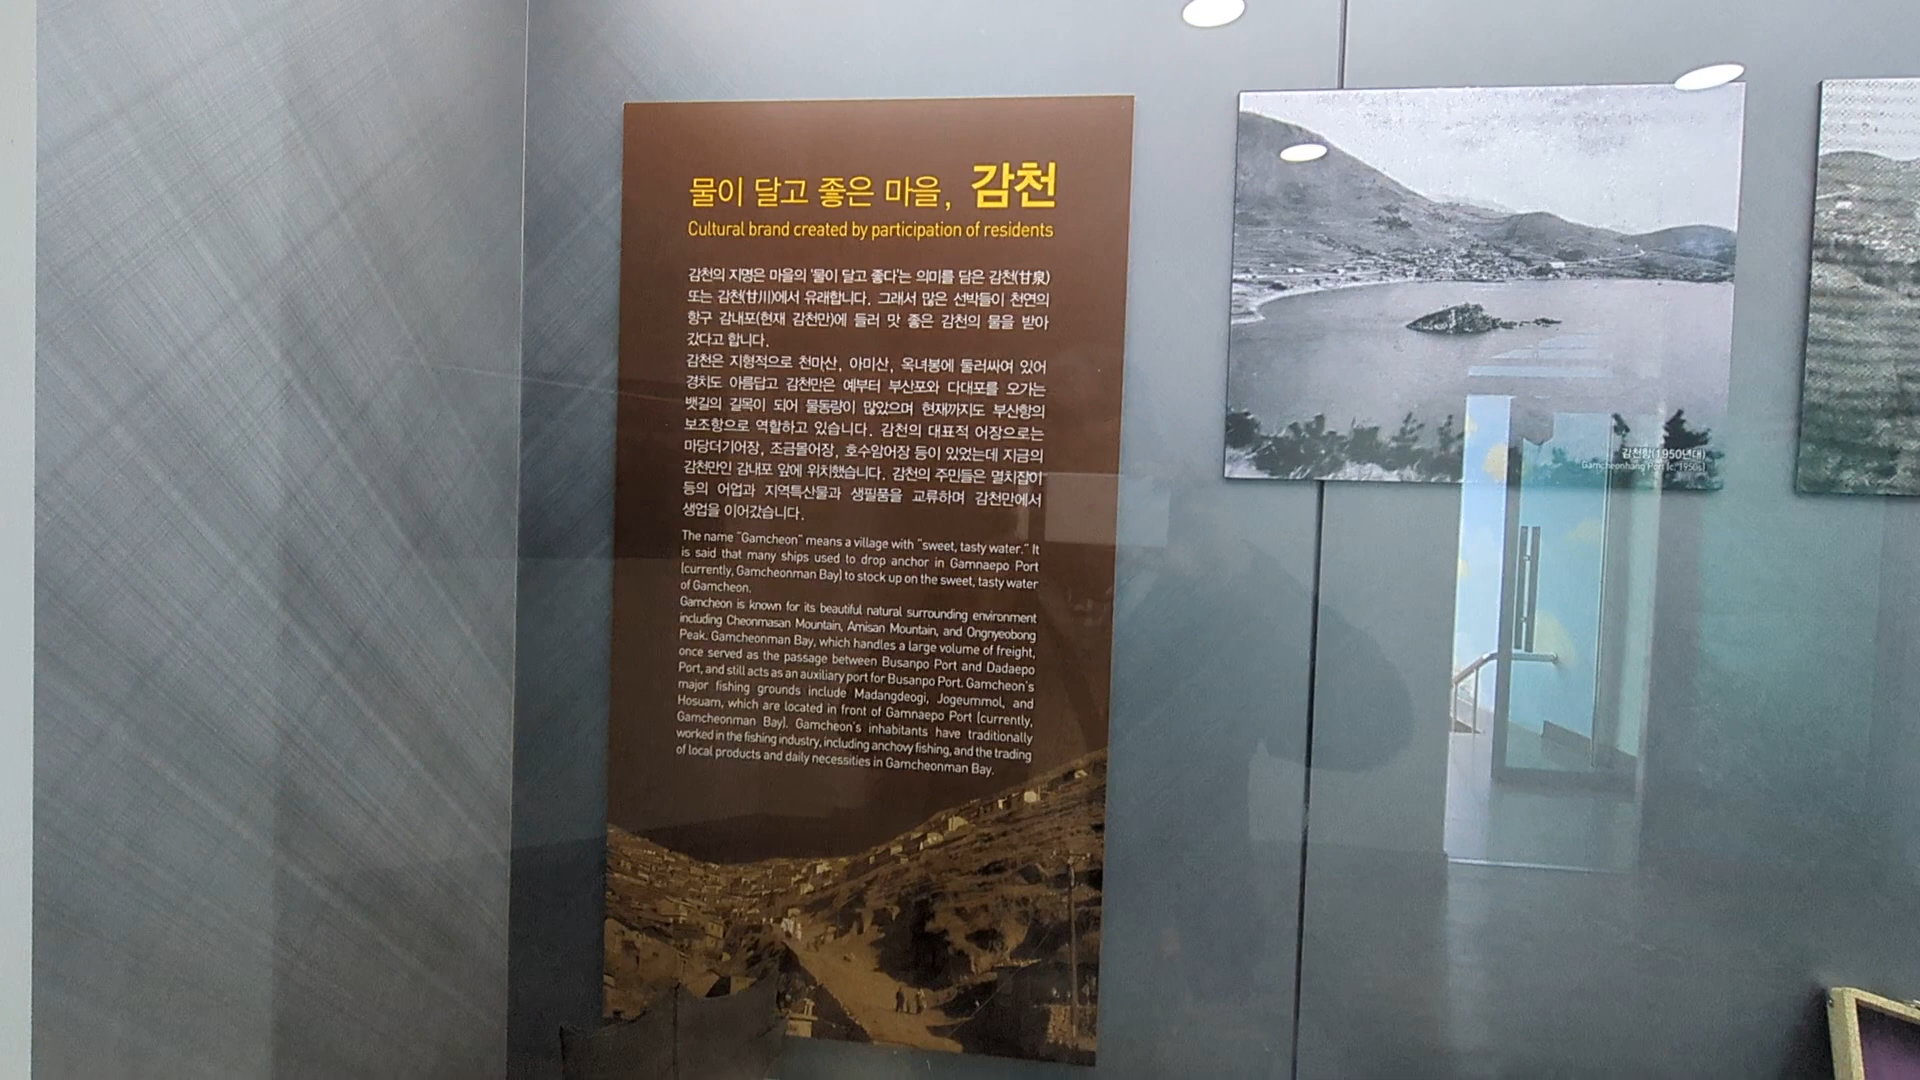 물이 달고 좋은 마을, 감천
Cultural brand created by participation of residents
감천의 지명은 마을의 '물이 달고 좋다'는 의미를 담은 감천(甘泉)
또는 감천(甘川)에서 유래합니다. 그래서 많은 선박들이 천연의
항구 감내포(현재 감천만)에 들러 맛 좋은 감천의 물을 받아
갔다고 합니다.
감천은 지형적으로 천마산, 아미산, 옥녀봉에 둘러싸여 있어
경치도 아름답고 감천만은 예부터 부산포와 다대포를 오가는
뱃길의 길목이 되어 물동량이 많았으며 현재까지도 부산항의
보조항으로 역할하고 있습니다. 감천의 대표적 어장으로는
마당더기어장, 조금몰어장, 호수암어장 등이 있었는데 지금의
감천만인 감내포 앞에 위치했습니다. 감천의 주민들은 멸치잡이
등의 어업과 지역특산물과 생필품을 교류하며 감천만에서
생업을 이어갔습니다.
The name "Gamcheon" means a village with "sweet, tasty water." It
is said that many ships used to drop anchor in Gamnaepo Port
(currently, Gamcheonman Bay) to stock up on the sweet, tasty water
of Gamcheon.
Gamcheon is known for its beautiful natural surrounding environment
including Cheonmasan Mountain, Amisan Mountain, and Ongnyeobong
Peak. Gamcheonman Bay, which handles a large volume of freight,
once served as the passage between Busanpo Port and Dadaepo
Port, and still acts as an auxiliary port for Busanpo Port. Gamcheon's
major fishing grounds include Madangdeogi, Jogeummol, and
Hosuam, which are located in front of Gamnaepo Port (currently,
Gamcheonman Bay). Gamcheon's inhabitants have traditionally
worked in the fishing industry, including anchovy fishing, and the trading
of local products and daily necessities in Gamcheonman Bay.
감천항(1950년대)
Gamcheonhang Port (c. 1950s)